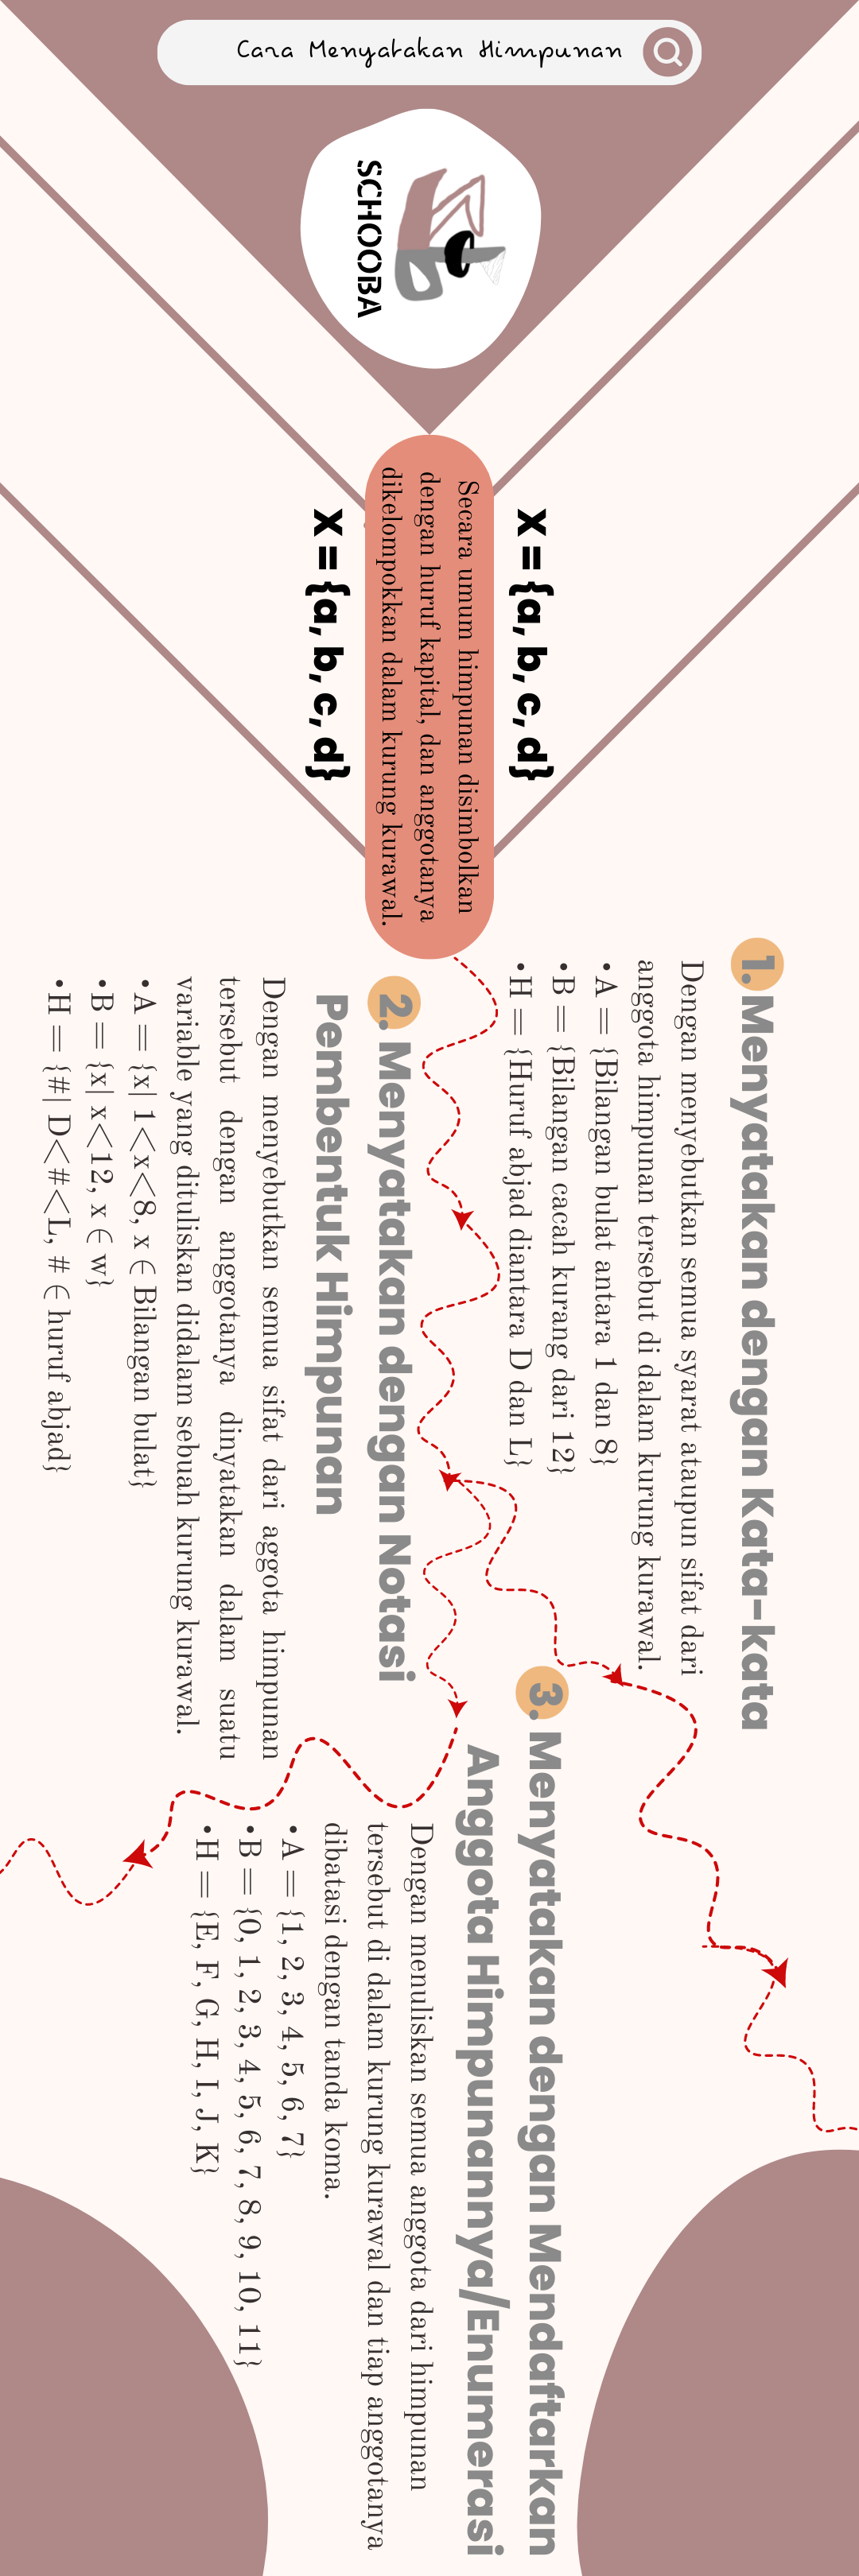 Cara Menyatakan Himpunan
SCHOOBA
X = {a, b, c, d}
Secara umum himpunan disimbolkan
dengan huruf kapital, dan anggotanya
dikelompokkan dalam kurung kurawal.
X = {a, b, c, d}
1. Menyatakan dengan Kata-kata
Dengan menyebutkan semua syarat ataupun sifat dari
anggota himpunan tersebut di dalam kurung kurawal.
• A = {Bilangan bulat antara 1 dan 8}
• B = {Bilangan cacah kurang dari 12}
• H = {Huruf abjad diantara D dan L}
2. Menyatakan dengan Notasi
Pembentuk Himpunan
Dengan menyebutkan semua sifat dari aggota himpunan
tersebut dengan anggotanya dinyatakan dalam suatu
variable yang dituliskan didalam sebuah kurung kurawal.
• A = {x| 1<x<8, x ∈ Bilangan bulat}
• B = {x| x<12, x ∈ w}
• H = {#| D<#<L, # ∈ huruf abjad}
3. Menyatakan dengan Mendaftarkan
Anggota Himpunannya/Enumerasi
Dengan menuliskan semua anggota dari himpunan
tersebut di dalam kurung kurawal dan tiap anggotanya
dibatasi dengan tanda koma.
• A = {1, 2, 3, 4, 5, 6, 7}
• B = {0, 1, 2, 3, 4, 5, 6, 7, 8, 9, 10, 11}
• H = {E, F, G, H, I, J, K}